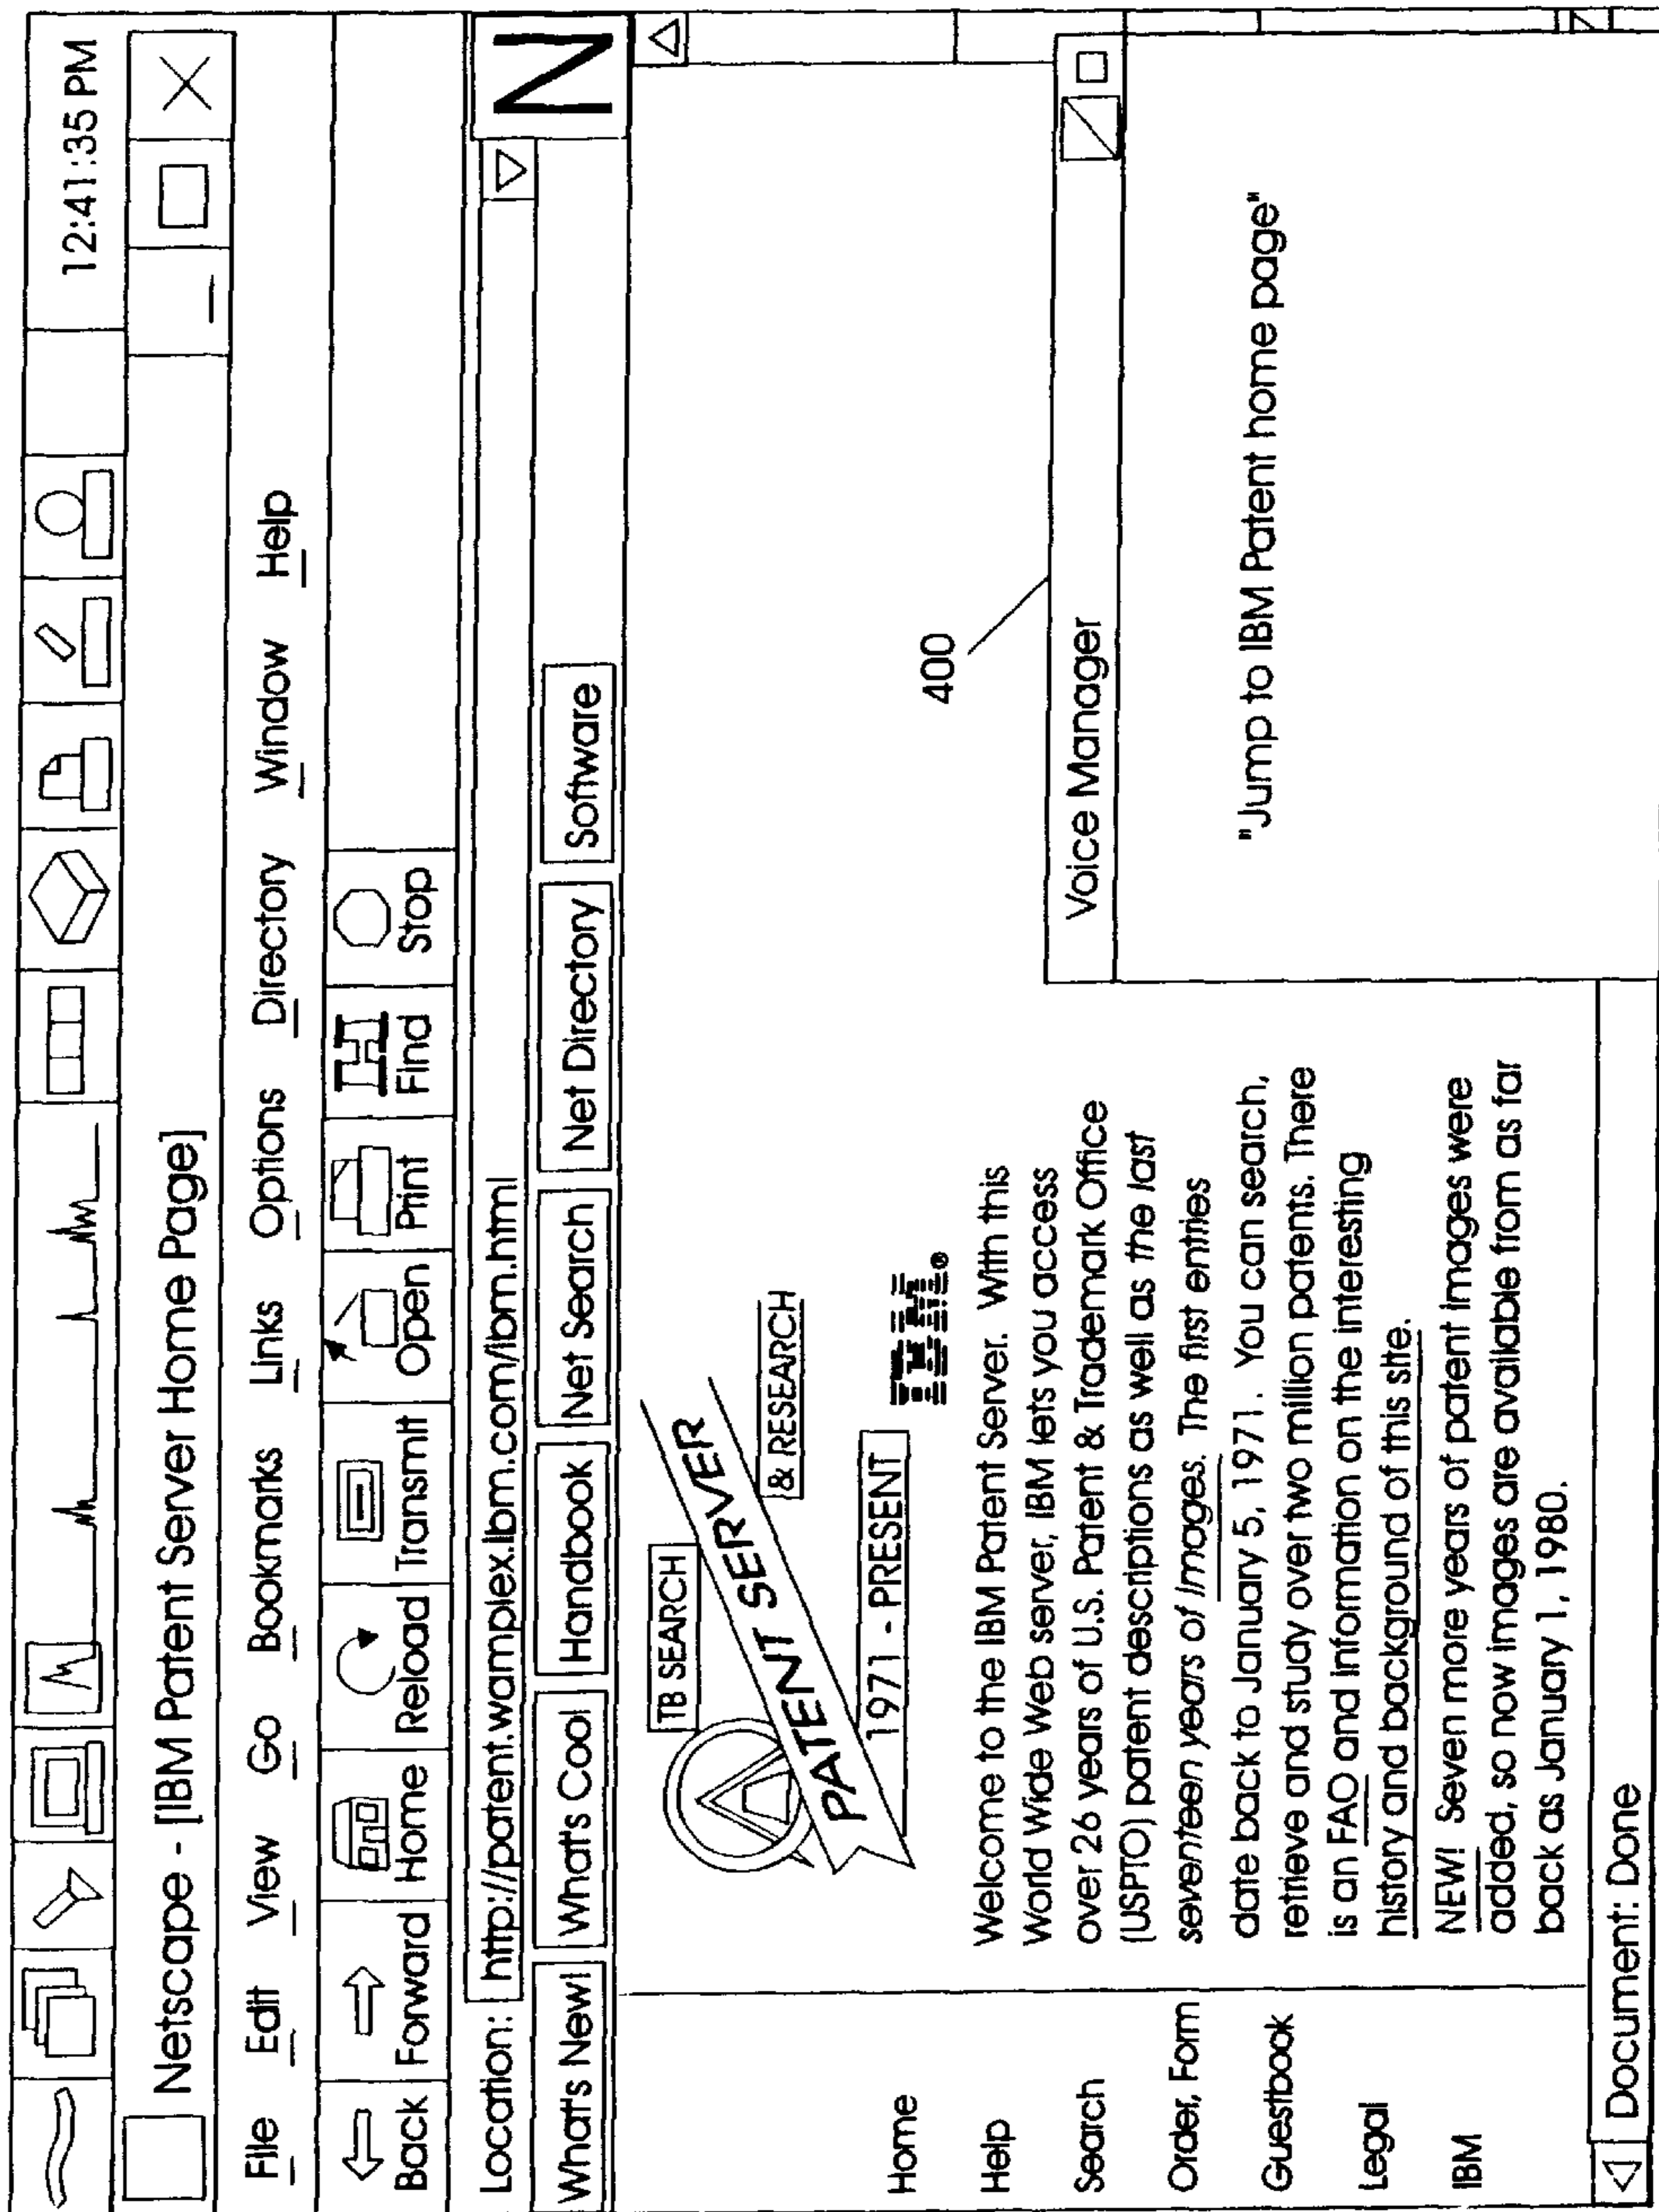 12:41:35 PM
Netscape - [IBM Patent Server Home Page]
File Edit View Go Bookmarks Links Options Directory Window Help
Back Forward Home Reload Transmit Open Print Find Stop
Location: http://patent.wamplex.ibm.com/ibm.html
N
What's New! What's Cool Handbook Net Search Net Directory Software
TB SEARCH
PATENT SERVER
& RESEARCH
1971 - PRESENT
IBM®
Home
Help
Search
Order, Form
Guestbook
Legal
IBM
Welcome to the IBM Patent Server. With this
World Wide Web server, IBM lets you access
over 26 years of U.S. Patent & Trademark Office
(USPTO) patent descriptions as well as the last
seventeen years of images. The first entries
date back to January 5, 1971. You can search,
retrieve and study over two million patents. There
is an FAO and information on the interesting
history and background of this site.
NEW! Seven more years of patent images were
added, so now images are available from as far
back as January 1, 1980.
400
Voice Manager
"Jump to IBM Patent home page"
Document: Done